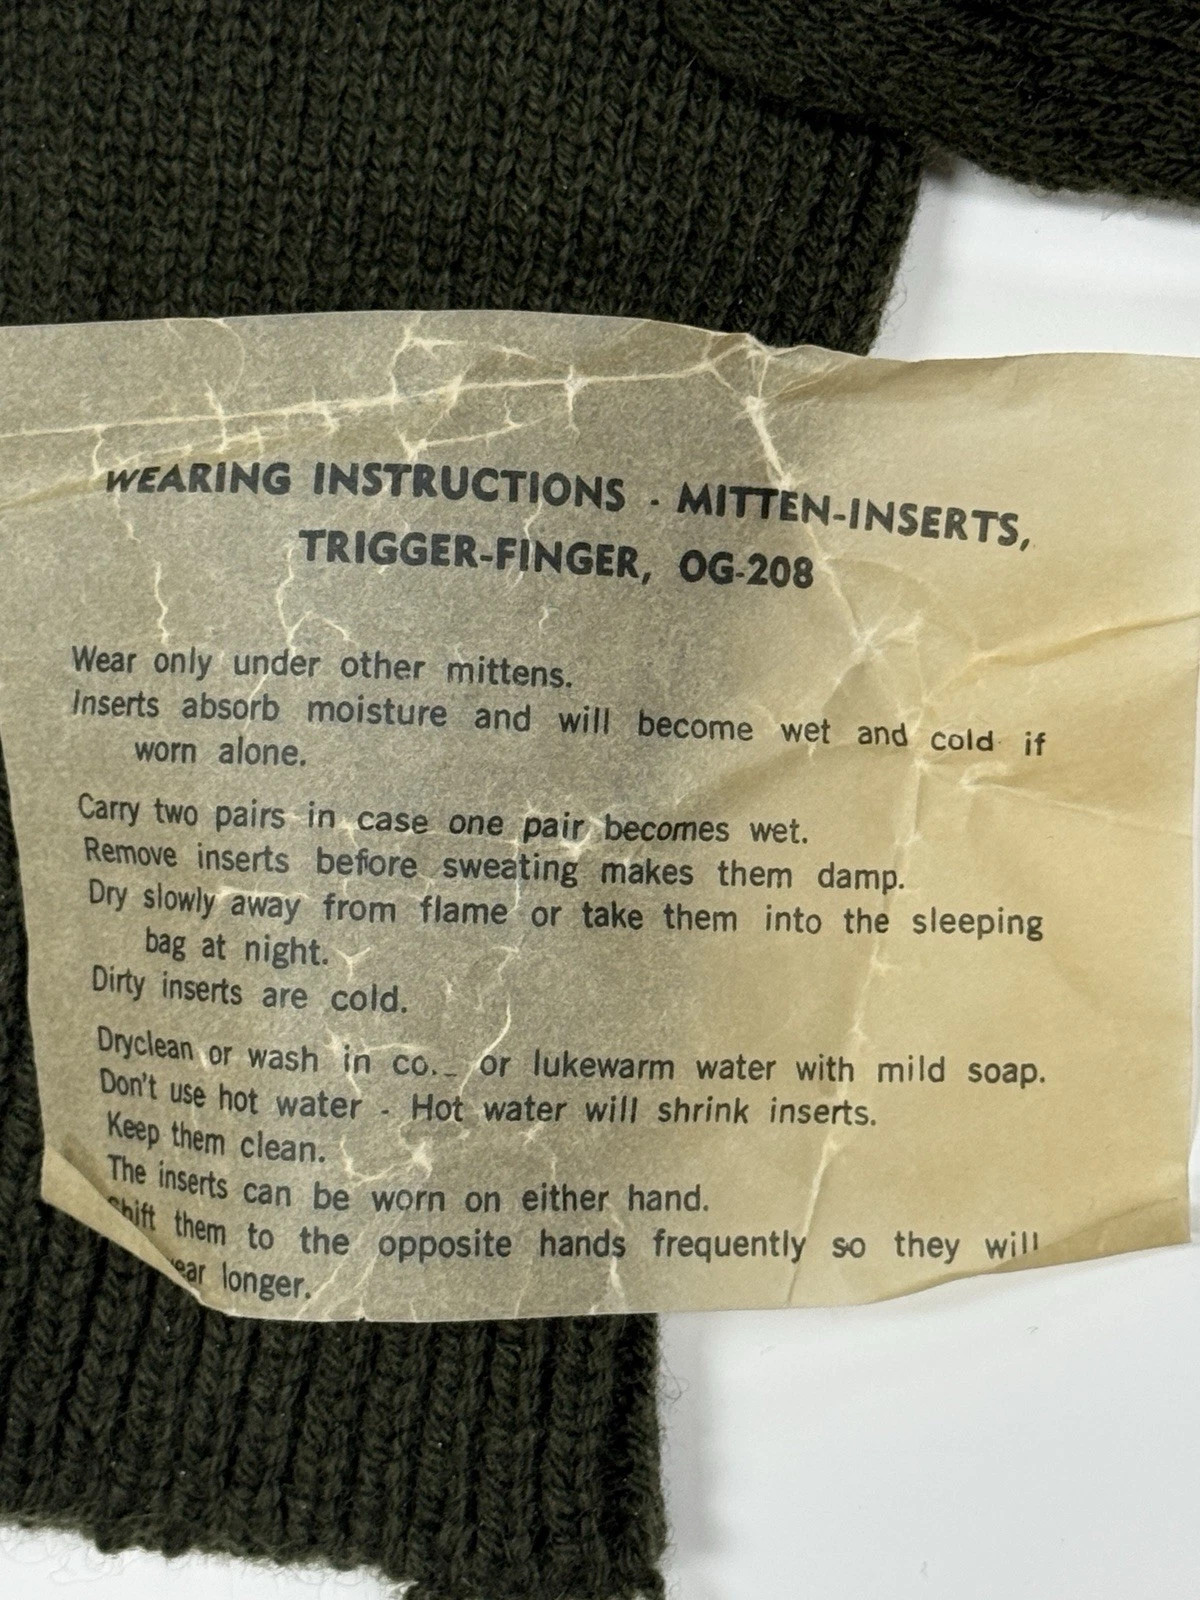 WEARING INSTRUCTIONS - MITTEN-INSERTS,
TRIGGER-FINGER, OG-208
Wear only under other mittens.
Inserts absorb moisture and will become wet and cold if
worn alone.
Carry two pairs in case one pair becomes wet.
Remove inserts before sweating makes them damp.
Dry slowly away from flame or take them into the sleeping
bag at night.
Dirty inserts are cold.
Dryclean or wash in or lukewarm water with mild soap.
Don't use hot water - Hot water will shrink inserts.
Keep them clean.
The inserts can be worn on either hand.
Shift them to the opposite hands frequently so they will
longer.